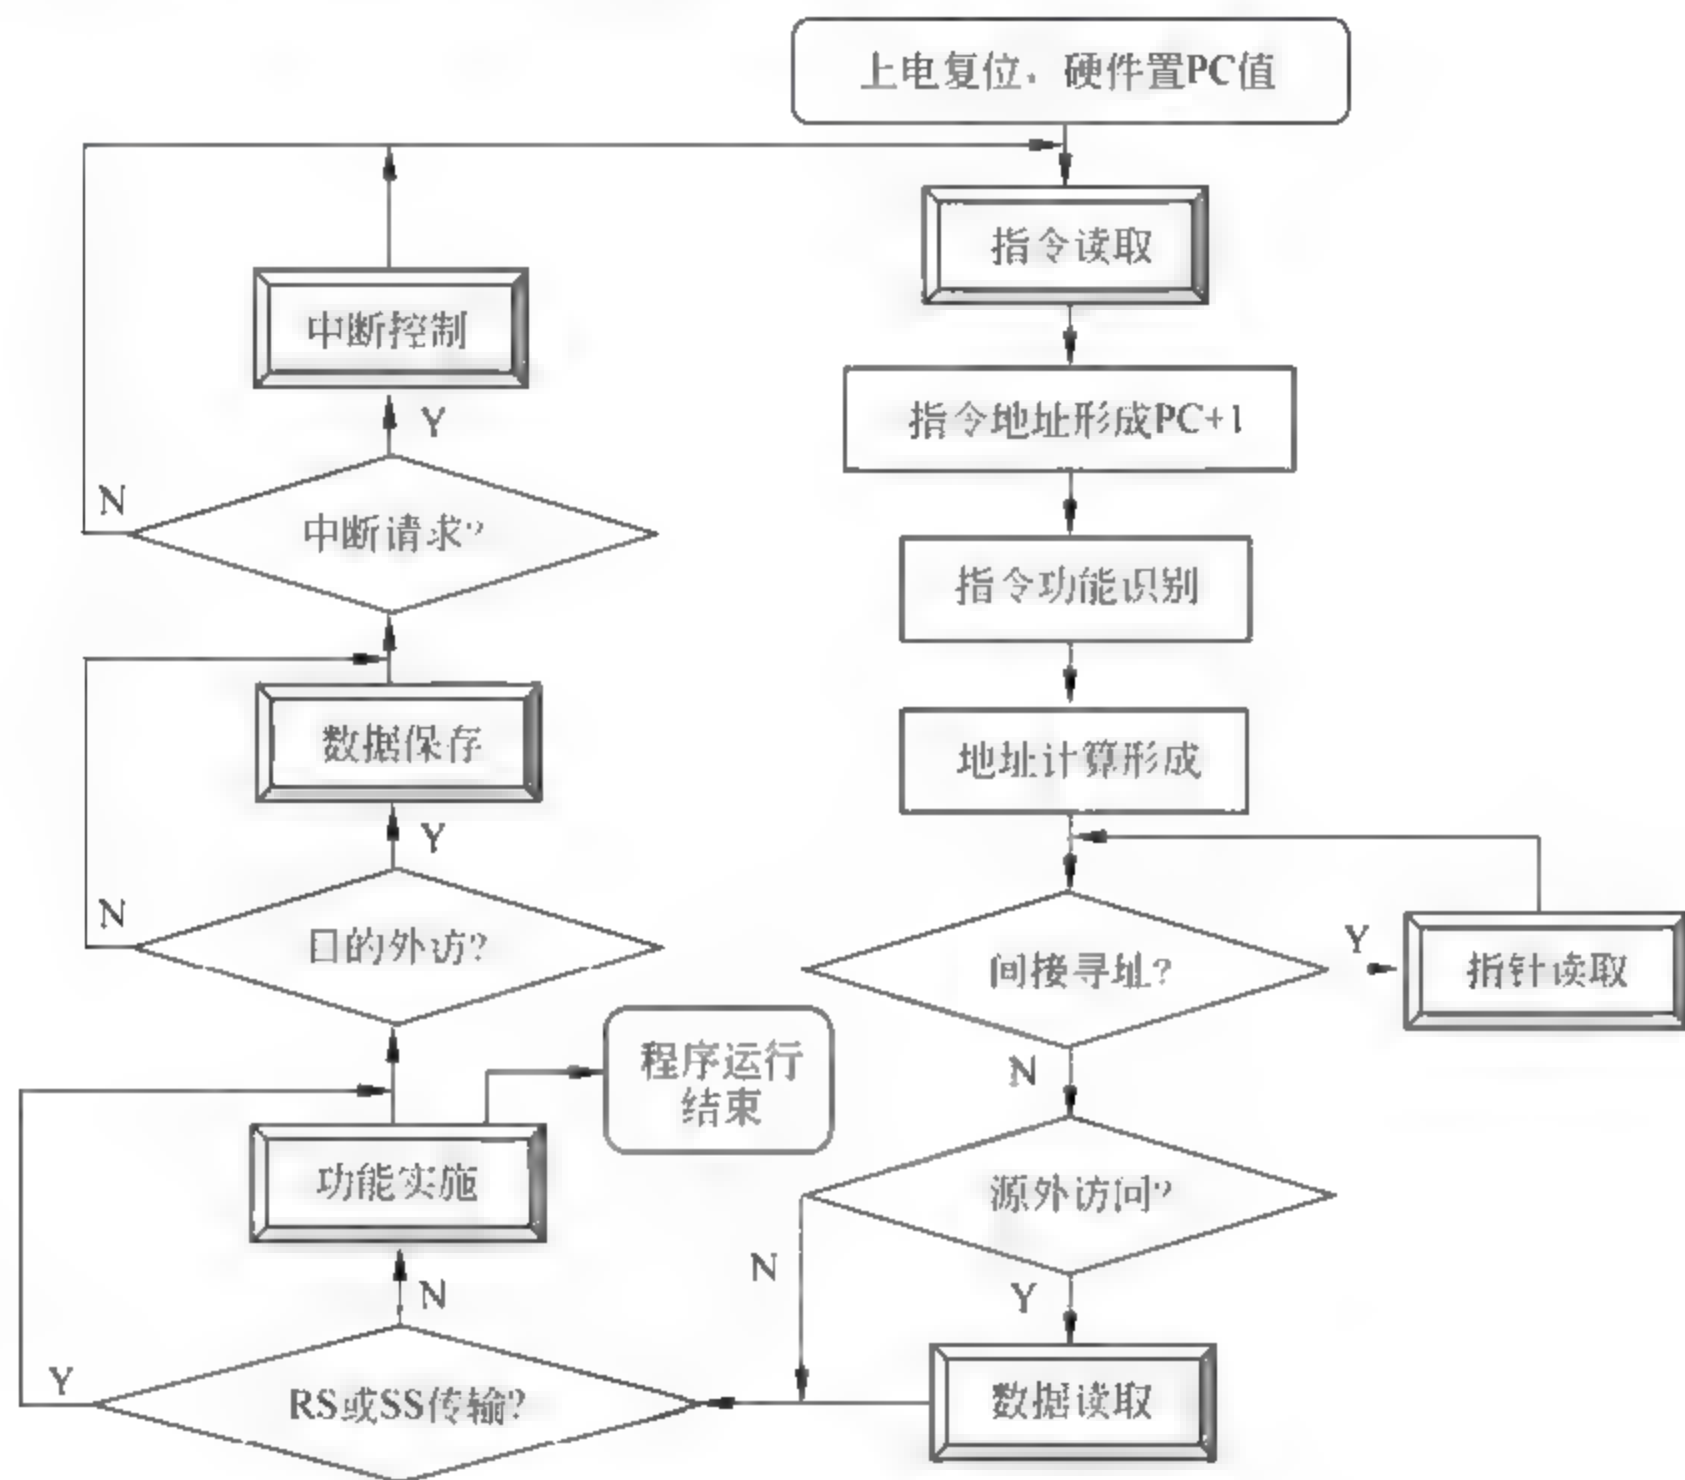 上电复位，硬件置PC值
指令读取
中断控制
指令地址形成PC+1
Y
N
中断请求?
指令功能识别
数据保存
地址计算形成
Y
N
目的外访?
间接寻址?
Y
指针读取
程序运行
结束
N
功能实施
源外访问?
N
N
Y
Y
RS或SS传输?
数据读取